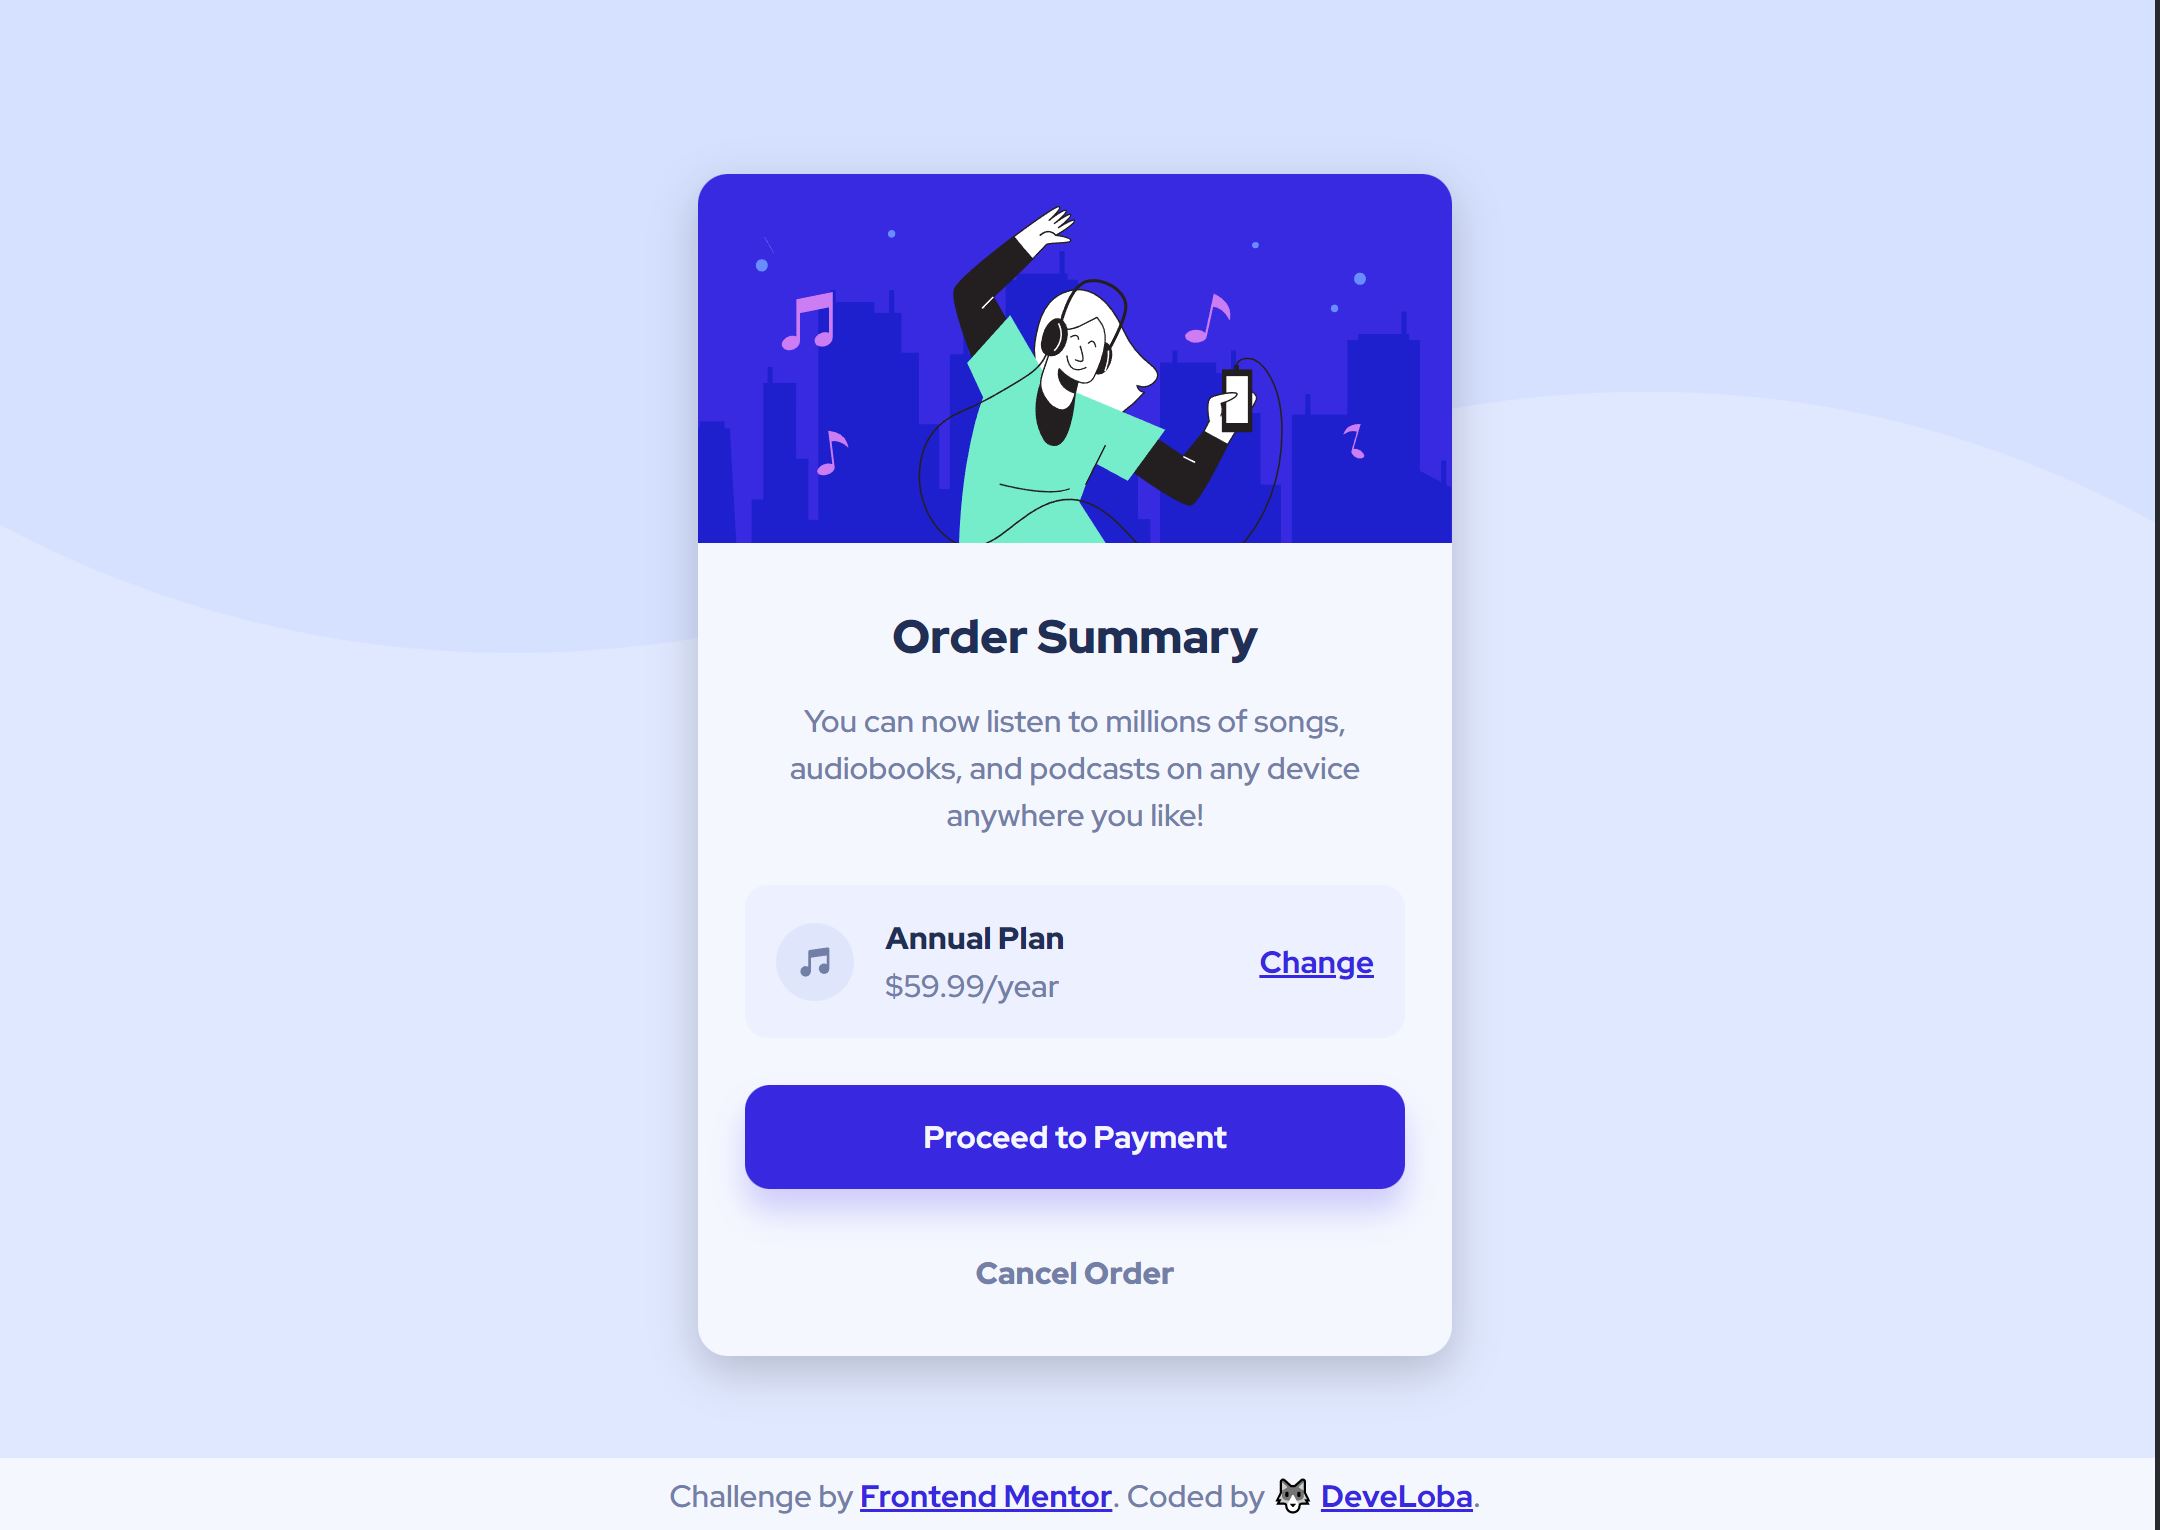 Order Summary
You can now listen to millions of songs,
audiobooks, and podcasts on any device
anywhere you like!
Annual Plan
$59.99/year
Change
Proceed to Payment
Cancel Order
Challenge by Frontend Mentor. Coded by 🐺 DeveLoba.